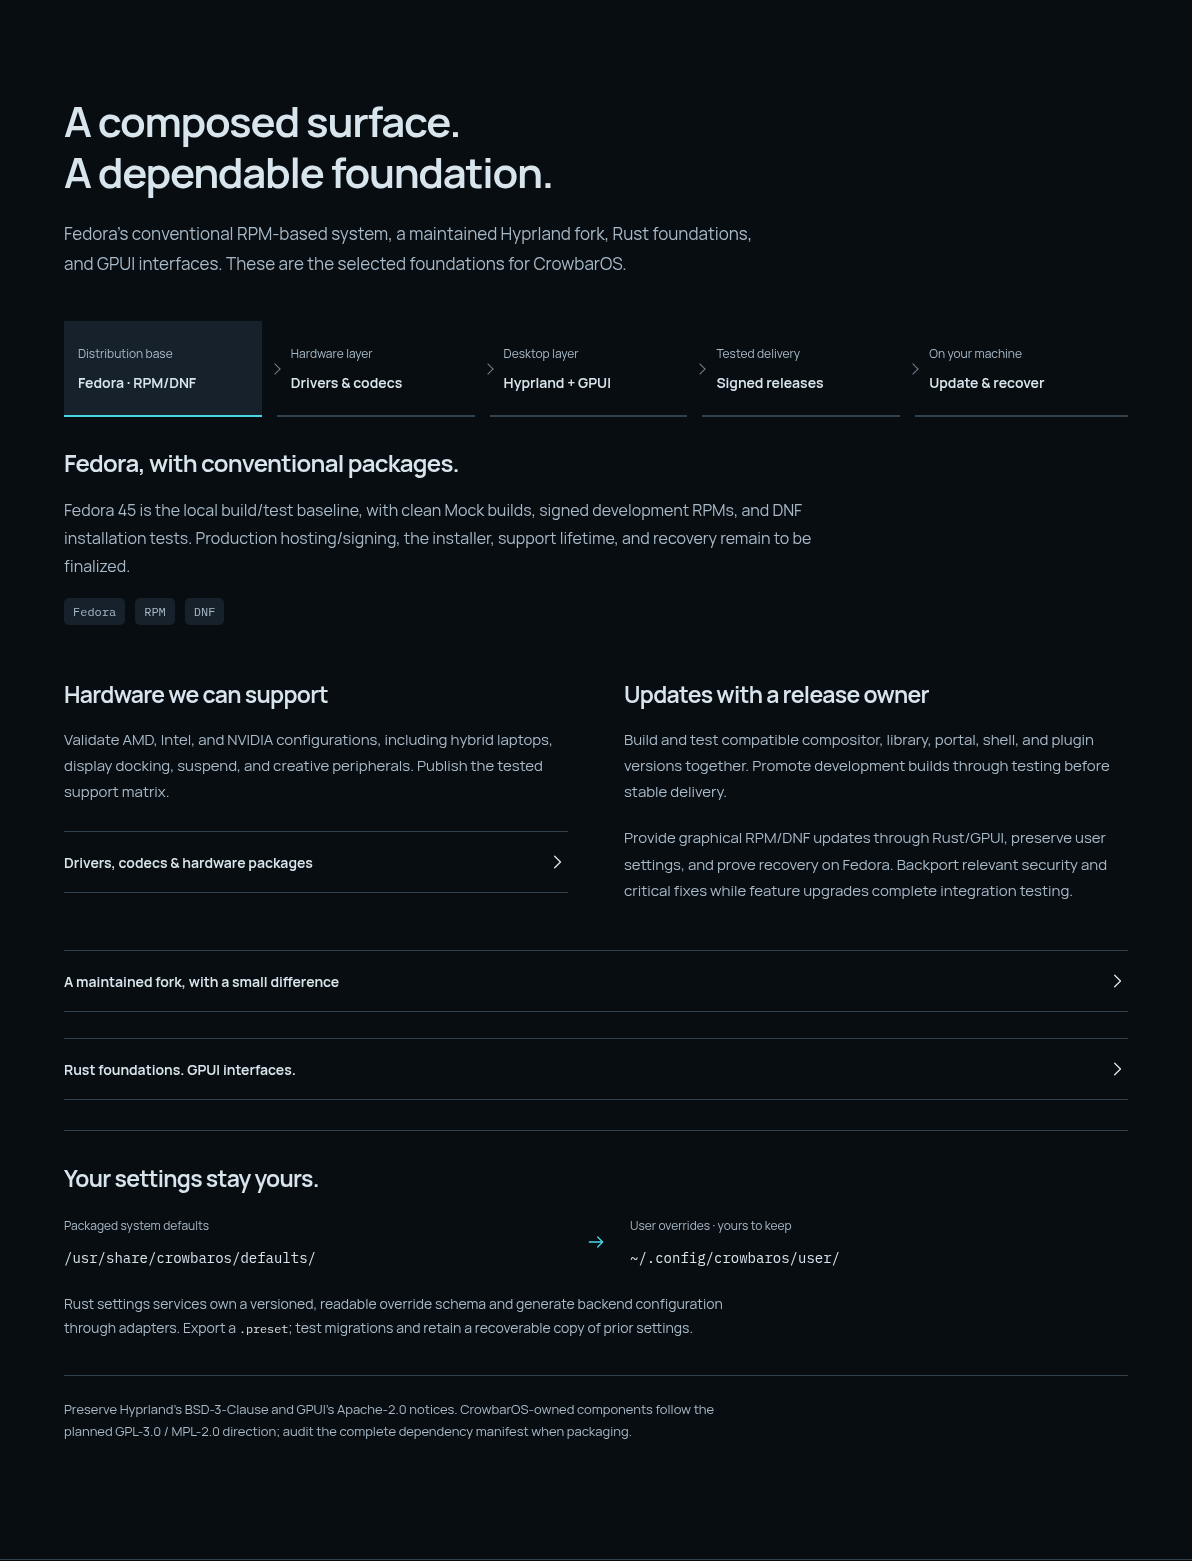 A composed surface.
A dependable foundation.
Fedora’s conventional RPM-based system, a maintained Hyprland fork, Rust foundations,
and GPUI interfaces. These are the selected foundations for CrowbarOS.
Distribution base
Fedora · RPM/DNF
Hardware layer
Drivers & codecs
Desktop layer
Hyprland + GPUI
Tested delivery
Signed releases
On your machine
Update & recover
Fedora, with conventional packages.
Fedora 45 is the local build/test baseline, with clean Mock builds, signed development RPMs, and DNF
installation tests. Production hosting/signing, the installer, support lifetime, and recovery remain to be
finalized.
Fedora
RPM
DNF
Hardware we can support
Validate AMD, Intel, and NVIDIA configurations, including hybrid laptops,
display docking, suspend, and creative peripherals. Publish the tested
support matrix.
Drivers, codecs & hardware packages
Updates with a release owner
Build and test compatible compositor, library, portal, shell, and plugin
versions together. Promote development builds through testing before
stable delivery.
Provide graphical RPM/DNF updates through Rust/GPUI, preserve user
settings, and prove recovery on Fedora. Backport relevant security and
critical fixes while feature upgrades complete integration testing.
A maintained fork, with a small difference
Rust foundations. GPUI interfaces.
Your settings stay yours.
Packaged system defaults
/usr/share/crowbaros/defaults/
→
User overrides · yours to keep
~/.config/crowbaros/user/
Rust settings services own a versioned, readable override schema and generate backend configuration
through adapters. Export a .preset; test migrations and retain a recoverable copy of prior settings.
Preserve Hyprland’s BSD-3-Clause and GPUI’s Apache-2.0 notices. CrowbarOS-owned components follow the
planned GPL-3.0 / MPL-2.0 direction; audit the complete dependency manifest when packaging.